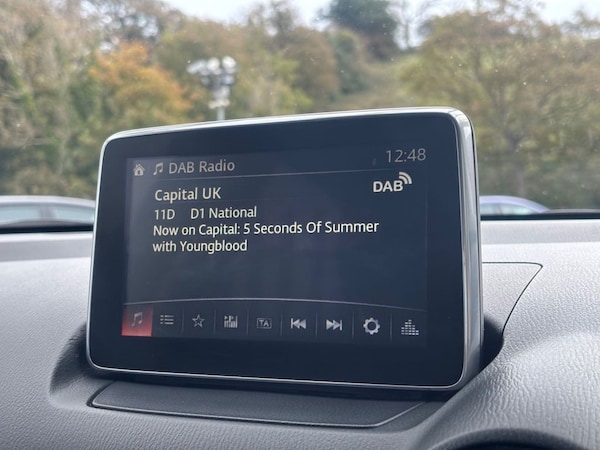 DAB Radio 12:48
Capital UK
DAB
11D D1 National
Now on Capital: 5 Seconds Of Summer
with Youngblood
TA